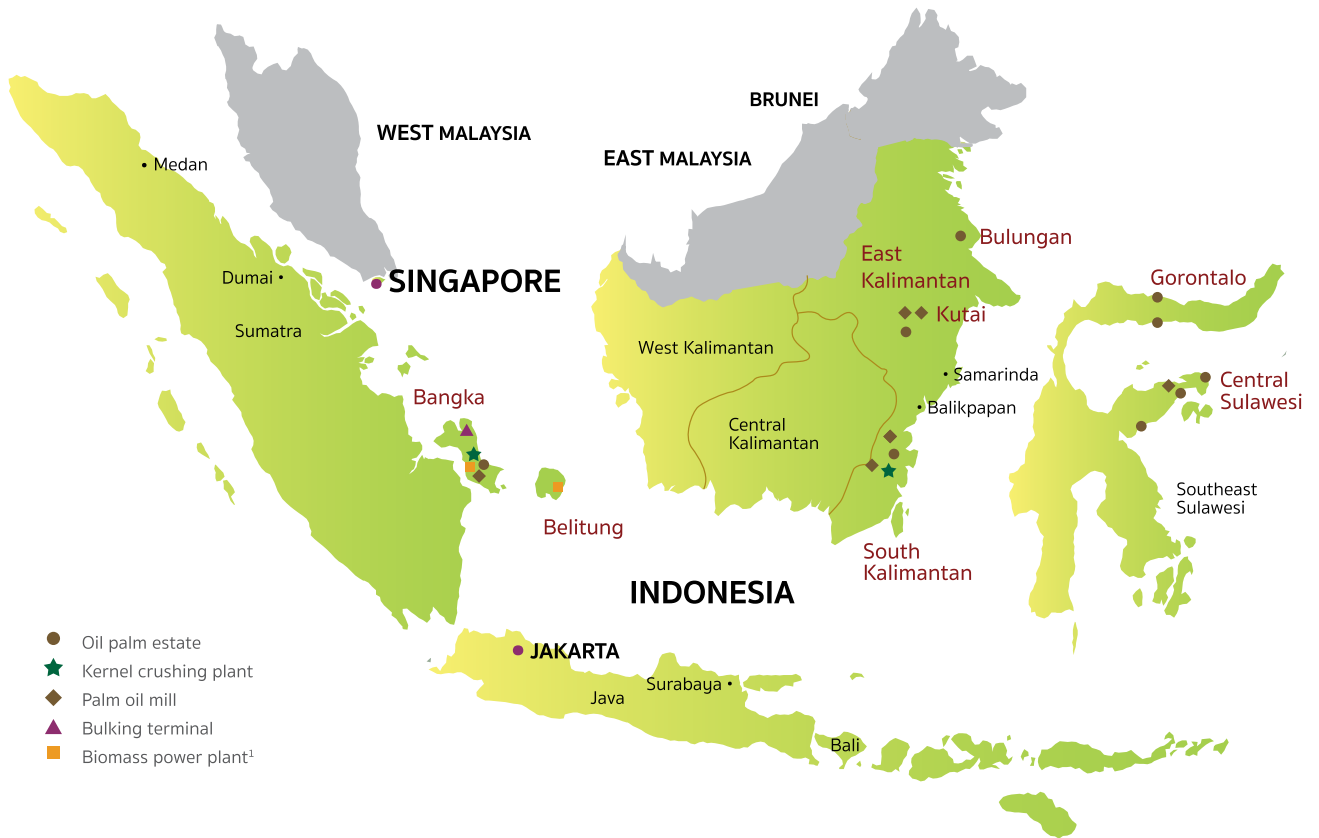 BRUNEI
WEST MALAYSIA
EAST MALAYSIA
Medan
Bulungan
East
Kalimantan
Dumai
SINGAPORE
Gorontalo
Kutai
Sumatra
West Kalimantan
Samarinda
Central
Sulawesi
Bangka
Balikpapan
Central
Kalimantan
Southeast
Sulawesi
Belitung
South
Kalimantan
INDONESIA
Oil palm estate
Kernel crushing plant
Palm oil mill
Bulking terminal
Biomass power plant¹
JAKARTA
Surabaya
Java
Bali